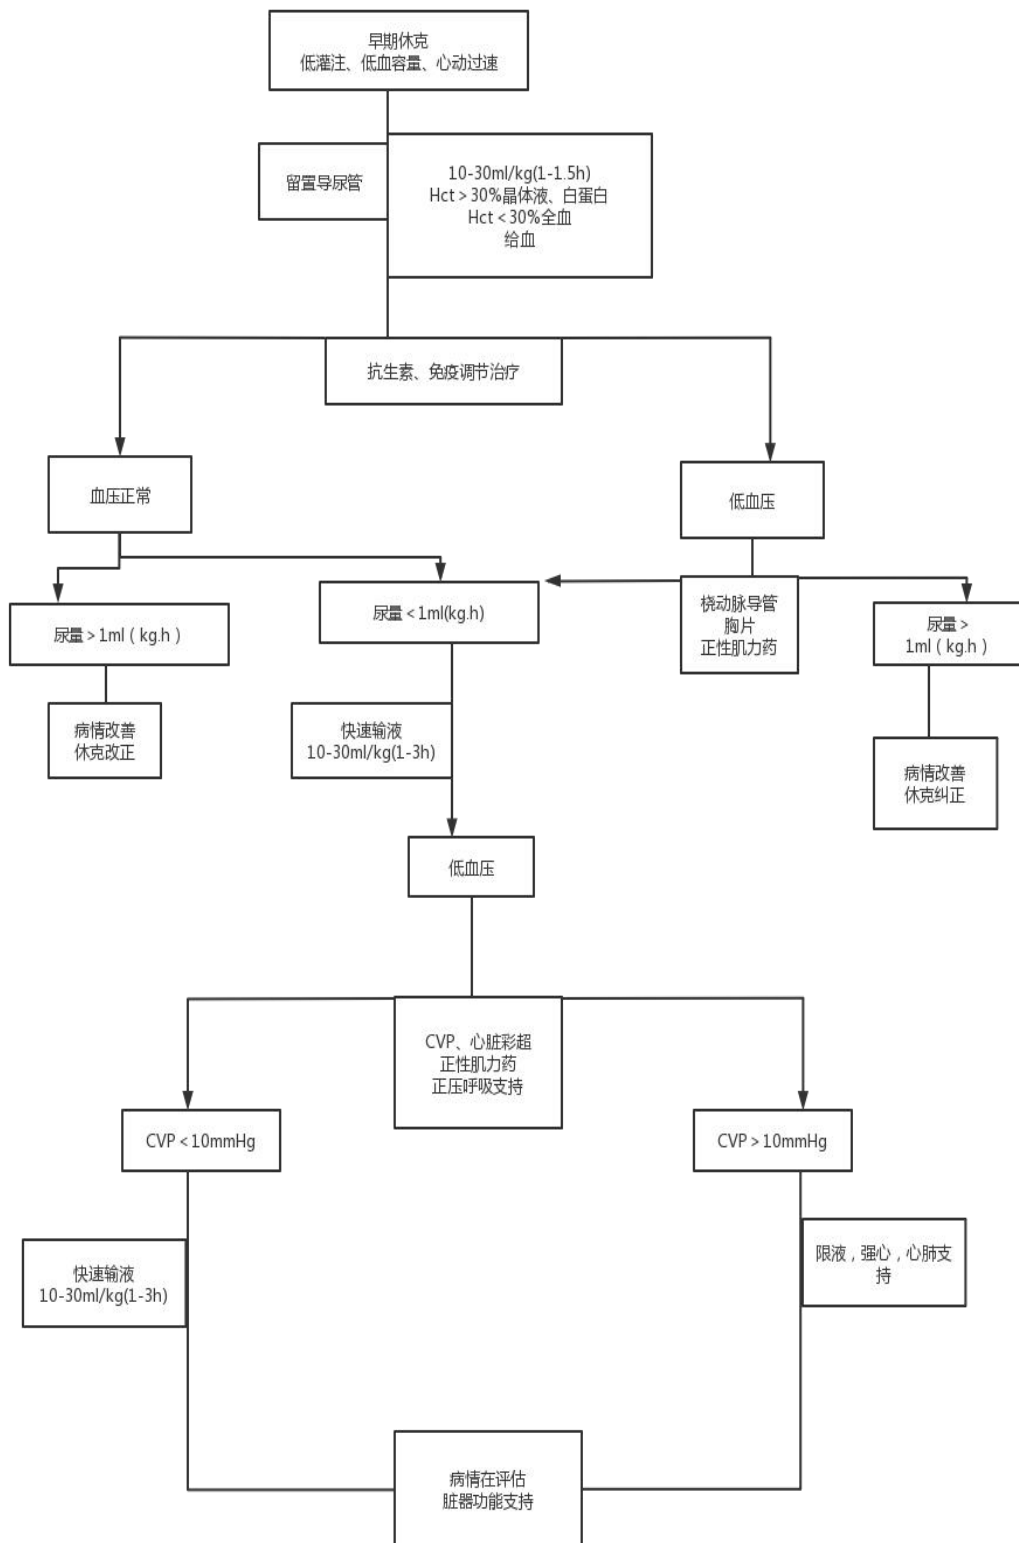 早期休克
低灌注、低血容量、心动过速
留置导尿管
10-30ml/kg(1-1.5h)
Hct＞30%晶体液、白蛋白
Hct＜30%全血
给血
抗生素、免疫调节治疗
血压正常
低血压
尿量＞1ml（kg.h）
尿量＜1ml(kg.h)
桡动脉导管
胸片
正性肌力药
尿量＞
1ml（kg.h）
病情改善
休克改正
快速输液
10-30ml/kg(1-3h)
病情改善
休克纠正
低血压
CVP、心脏彩超
正性肌力药
正压呼吸支持
CVP＜10mmHg
CVP＞10mmHg
快速输液
10-30ml/kg(1-3h)
限液，强心，心肺支
持
病情在评估
脏器功能支持